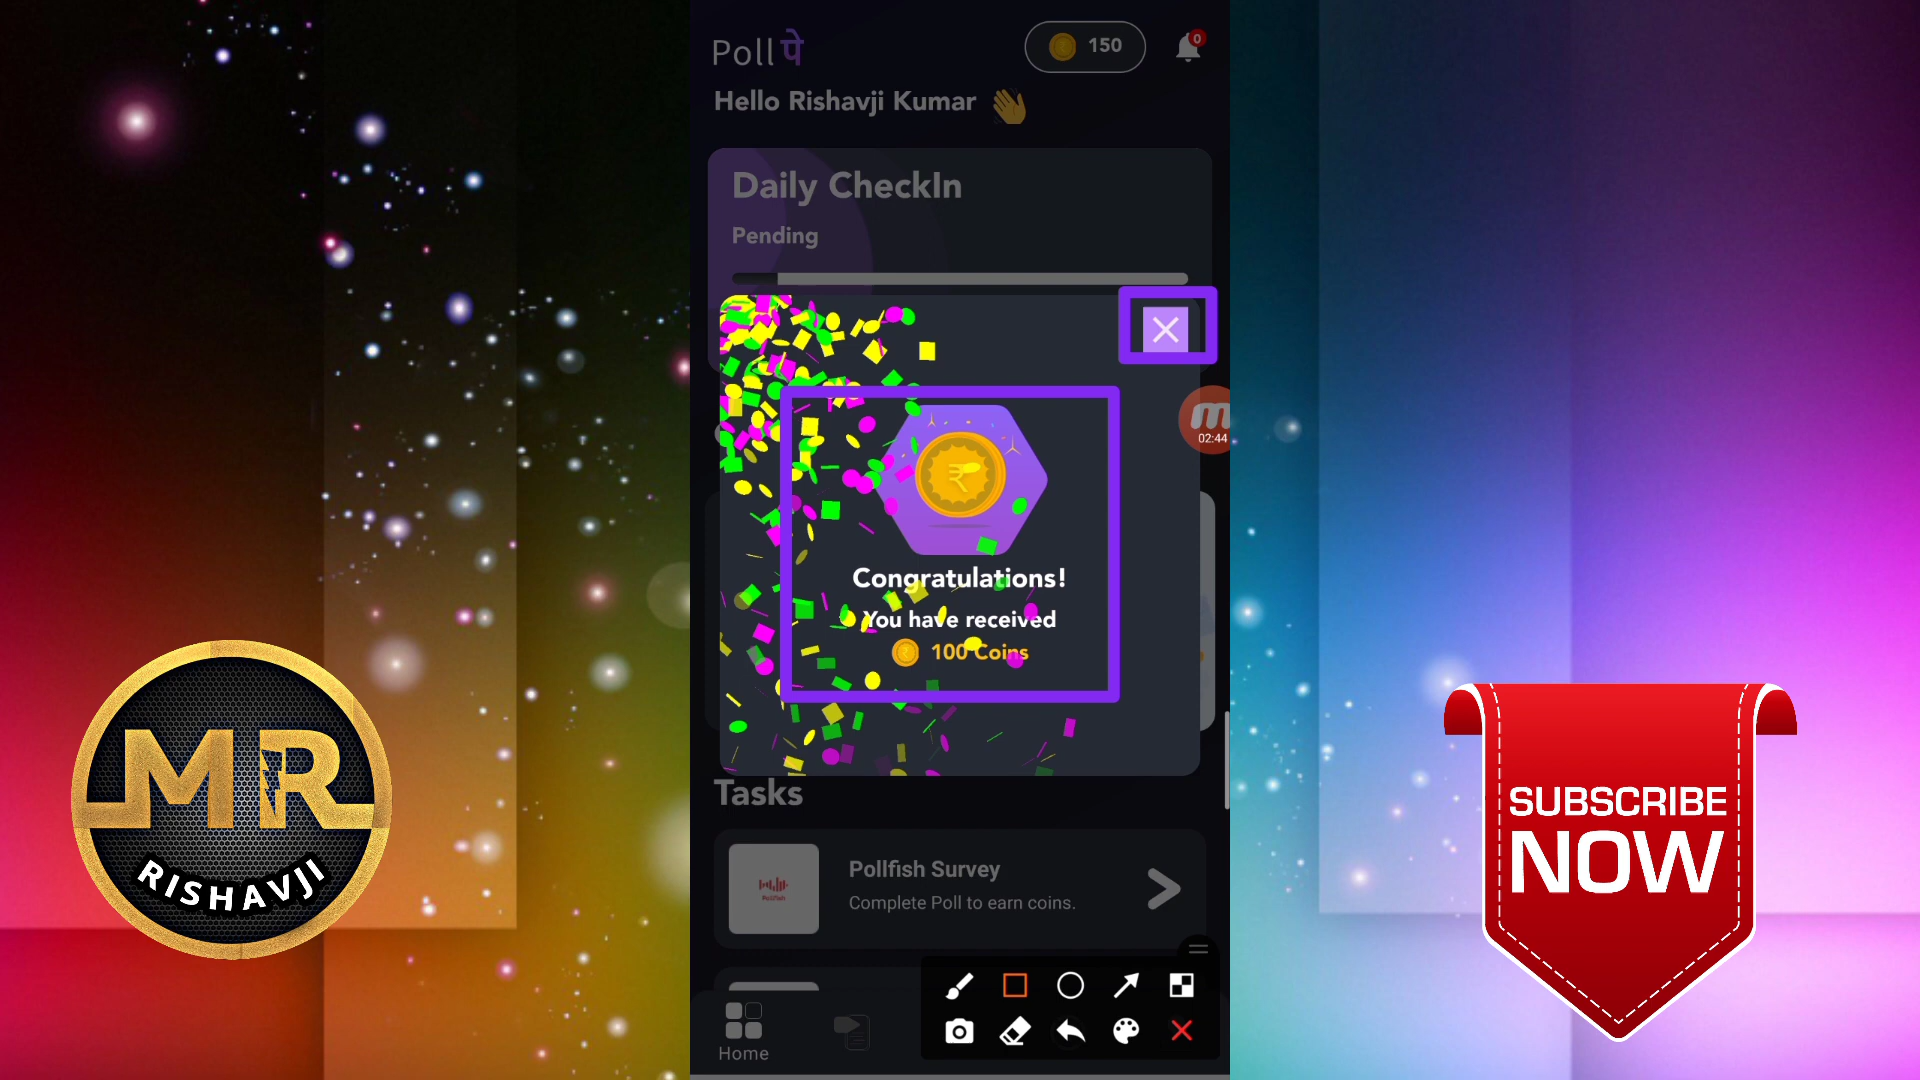 Poll पे
150
0
Hello Rishavji Kumar
Daily CheckIn
Pending
m
02:44
₹
Congratulations!
You have received
100 Coins
Tasks
Pollfish Survey
Complete Poll to earn coins.
Pollfish
Home
MR
RISHAVJI
SUBSCRIBE
NOW